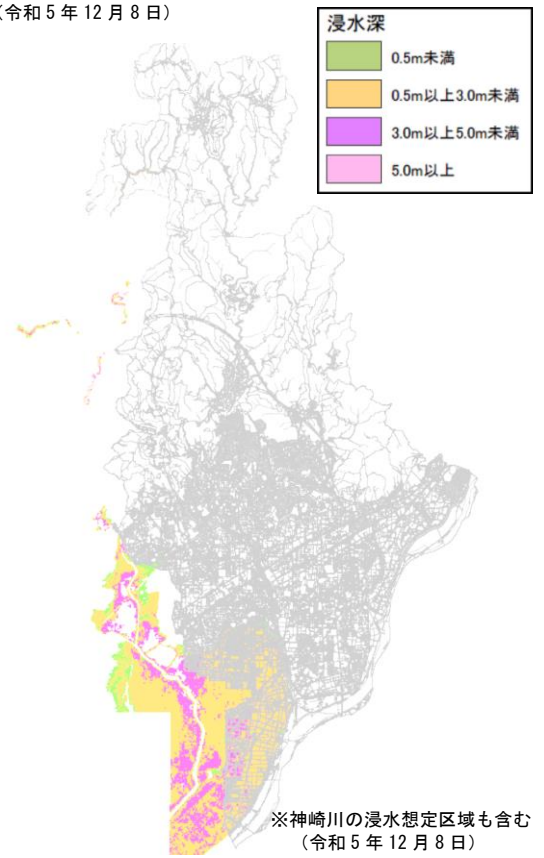 (令和5年12月8日)
浸水深
0.5m未満
0.5m以上3.0m未満
3.0m以上5.0m未満
5.0m以上
※神崎川の浸水想定区域も含む
(令和5年12月8日)